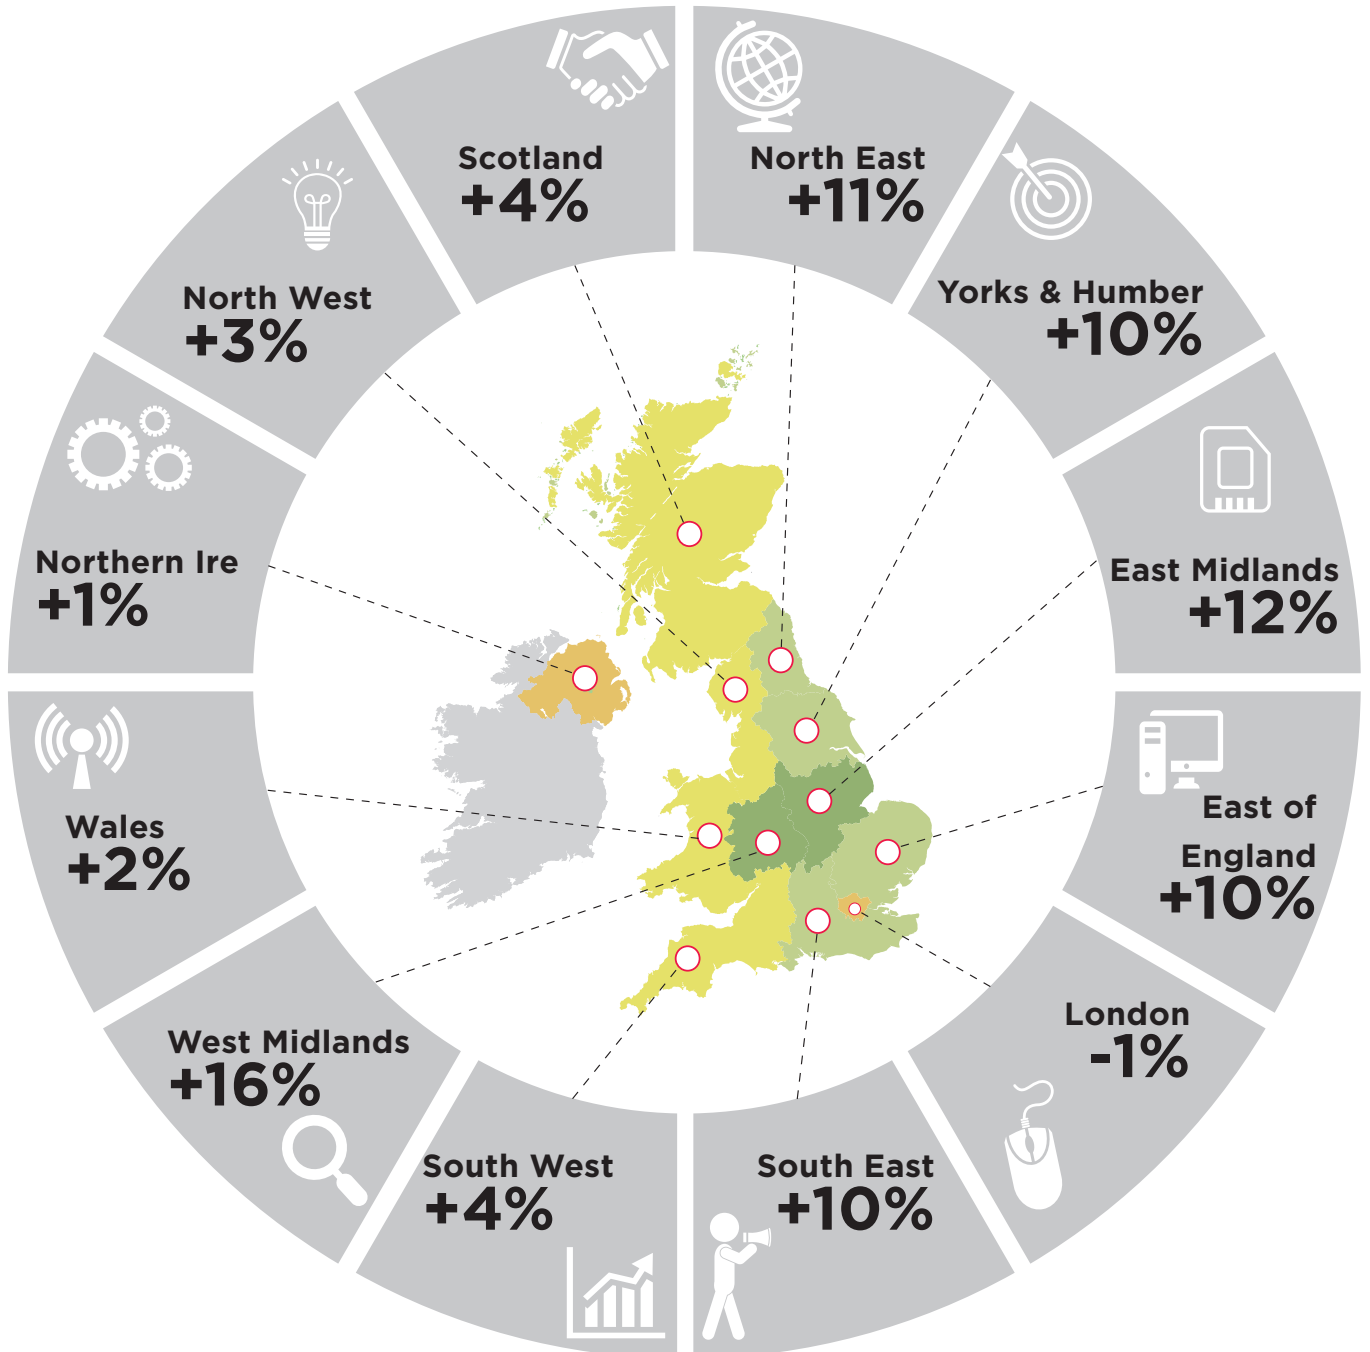 Scotland
+4%
North East
+11%
Yorks & Humber
+10%
East Midlands
+12%
East of
England
+10%
London
-1%
South East
+10%
South West
+4%
West Midlands
+16%
Wales
+2%
Northern Ire
+1%
North West
+3%